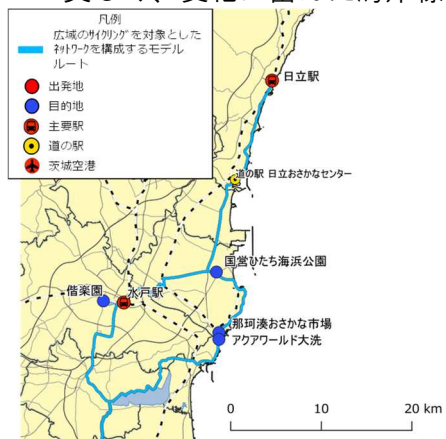 凡例
広域のサイクリングを対象とした
ネットワークを構成するモデル
ルート
出発地
目的地
主要駅
道の駅
茨城空港
日立駅
道の駅 日立おさかなセンター
国営ひたち海浜公園
偕楽園
水戸駅
那珂湊おさかな市場
アクアワールド大洗
0 10 20 km